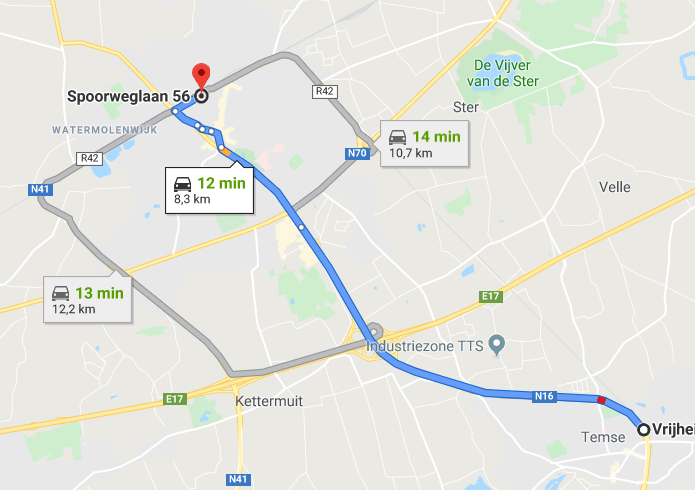 De Vijver
van de Ster
R42
Spoorweglaan 56
Ster
WATERMOLENWIJK
14 min
10,7 km
N70
R42
12 min
8,3 km
N41
Velle
13 min
12,2 km
E17
Industriezone TTS
E17
Kettermuit
N16
Vrijhei
Temse
N41